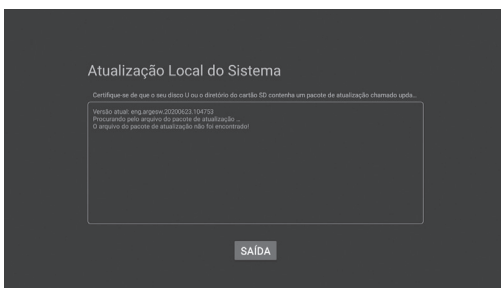 Atualização Local do Sistema
Certifique-se de que o seu disco U ou o diretório do cartão SD contenha um pacote de atualização chamado upda...
Versão atual: eng.argesw.20200623.104753
Procurando pelo arquivo do pacote de atualização ...
O arquivo do pacote de atualização não foi encontrado!
SAÍDA